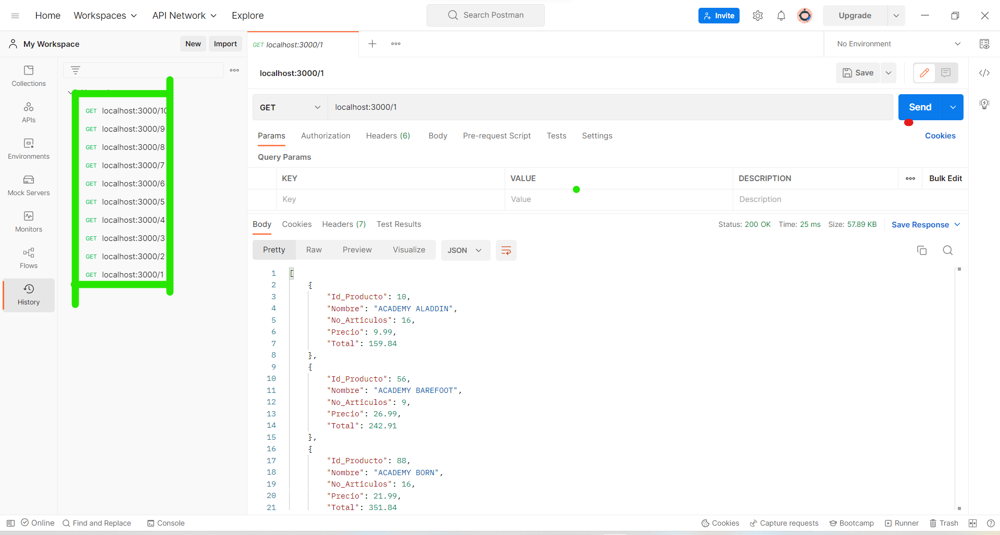 Home Workspaces API Network Explore Search Postman Invite Upgrade
My Workspace New Import GET localhost:3000/1 No Environment
Collections
APIs
Environments
Mock Servers
Monitors
Flows
History
GET localhost:3000/10
GET localhost:3000/9
GET localhost:3000/8
GET localhost:3000/7
GET localhost:3000/6
GET localhost:3000/5
GET localhost:3000/4
GET localhost:3000/3
GET localhost:3000/2
GET localhost:3000/1
localhost:3000/1 Save
GET localhost:3000/1 Send
Params Authorization Headers (6) Body Pre-request Script Tests Settings Cookies
Query Params
KEY VALUE DESCRIPTION Bulk Edit
Key Value Description
Body Cookies Headers (7) Test Results Status: 200 OK Time: 25 ms Size: 57.89 KB Save Response
Pretty Raw Preview Visualize JSON
1 [
2 {
3 "Id_Producto": 10,
4 "Nombre": "ACADEMY ALADDIN",
5 "No_Articulos": 16,
6 "Precio": 9.99,
7 "Total": 159.84
8 },
9 {
10 "Id_Producto": 56,
11 "Nombre": "ACADEMY BAREFOOT",
12 "No_Articulos": 9,
13 "Precio": 26.99,
14 "Total": 242.91
15 },
16 {
17 "Id_Producto": 88,
18 "Nombre": "ACADEMY BORN",
19 "No_Articulos": 16,
20 "Precio": 21.99,
21 "Total": 351.84
Online Find and Replace Console Cookies Capture requests Bootcamp Runner Trash